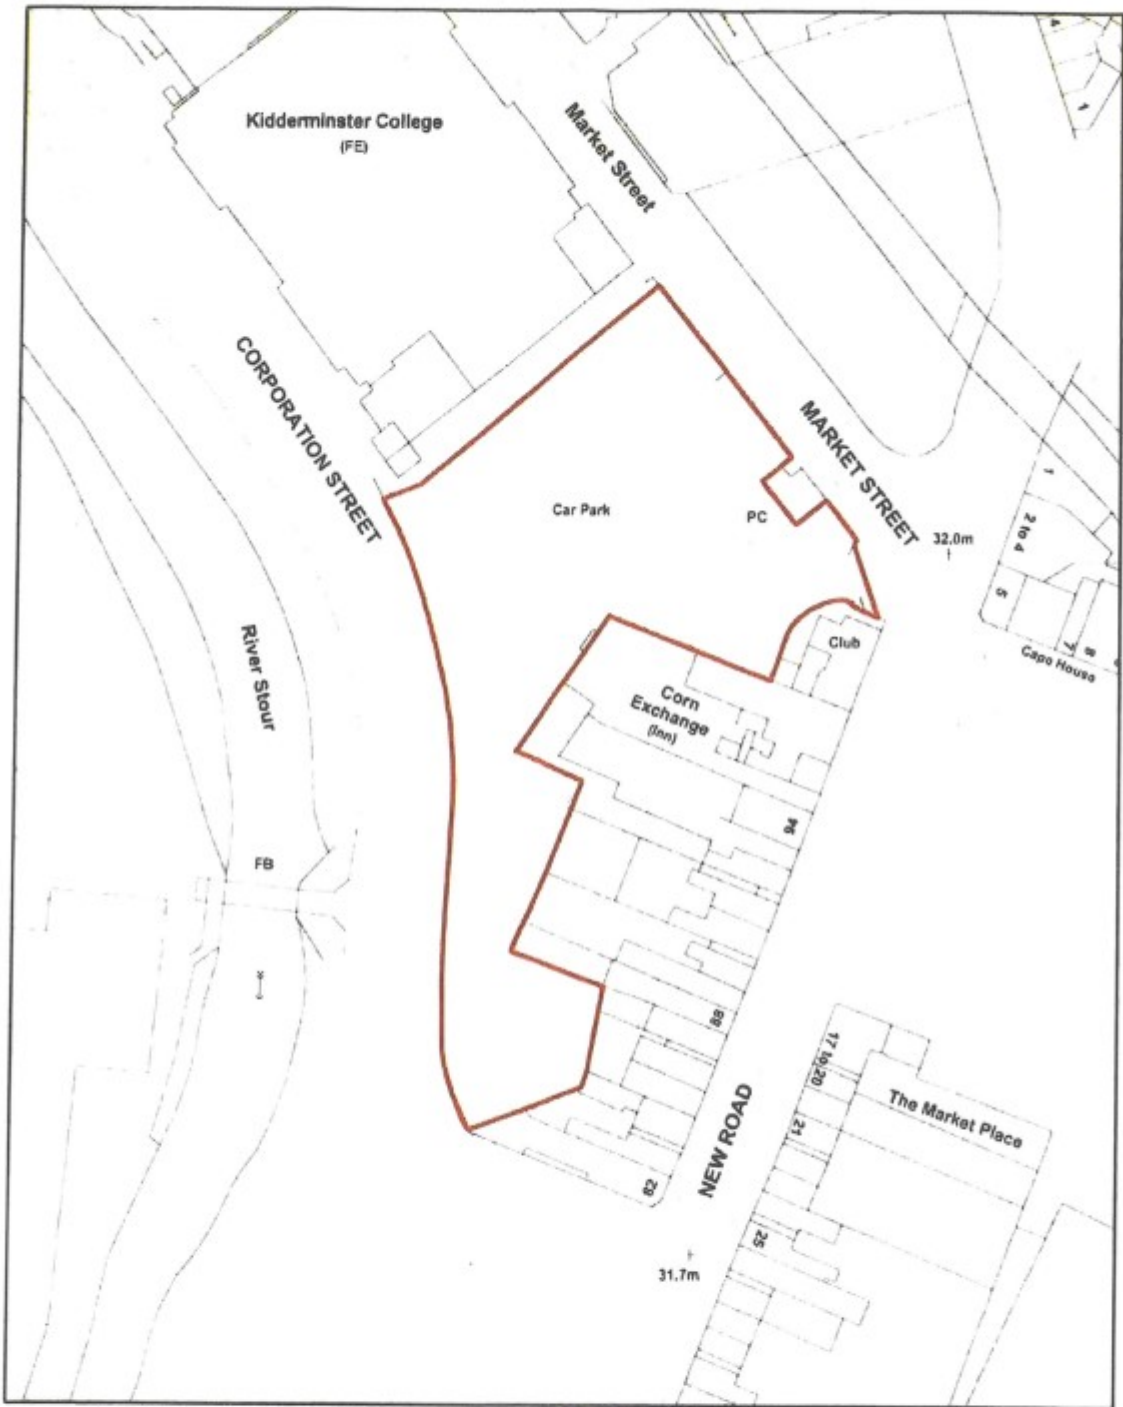 4
1
Kidderminster College
(FE)
Market Street
CORPORATION STREET
MARKET STREET
Car Park
PC
32.0m
1
2 to 4
5
7
8
Capo House
Club
River Stour
Corn
Exchange
(Inn)
94
FB
88
17 to 20
The Market Place
21
NEW ROAD
82
25
31.7m